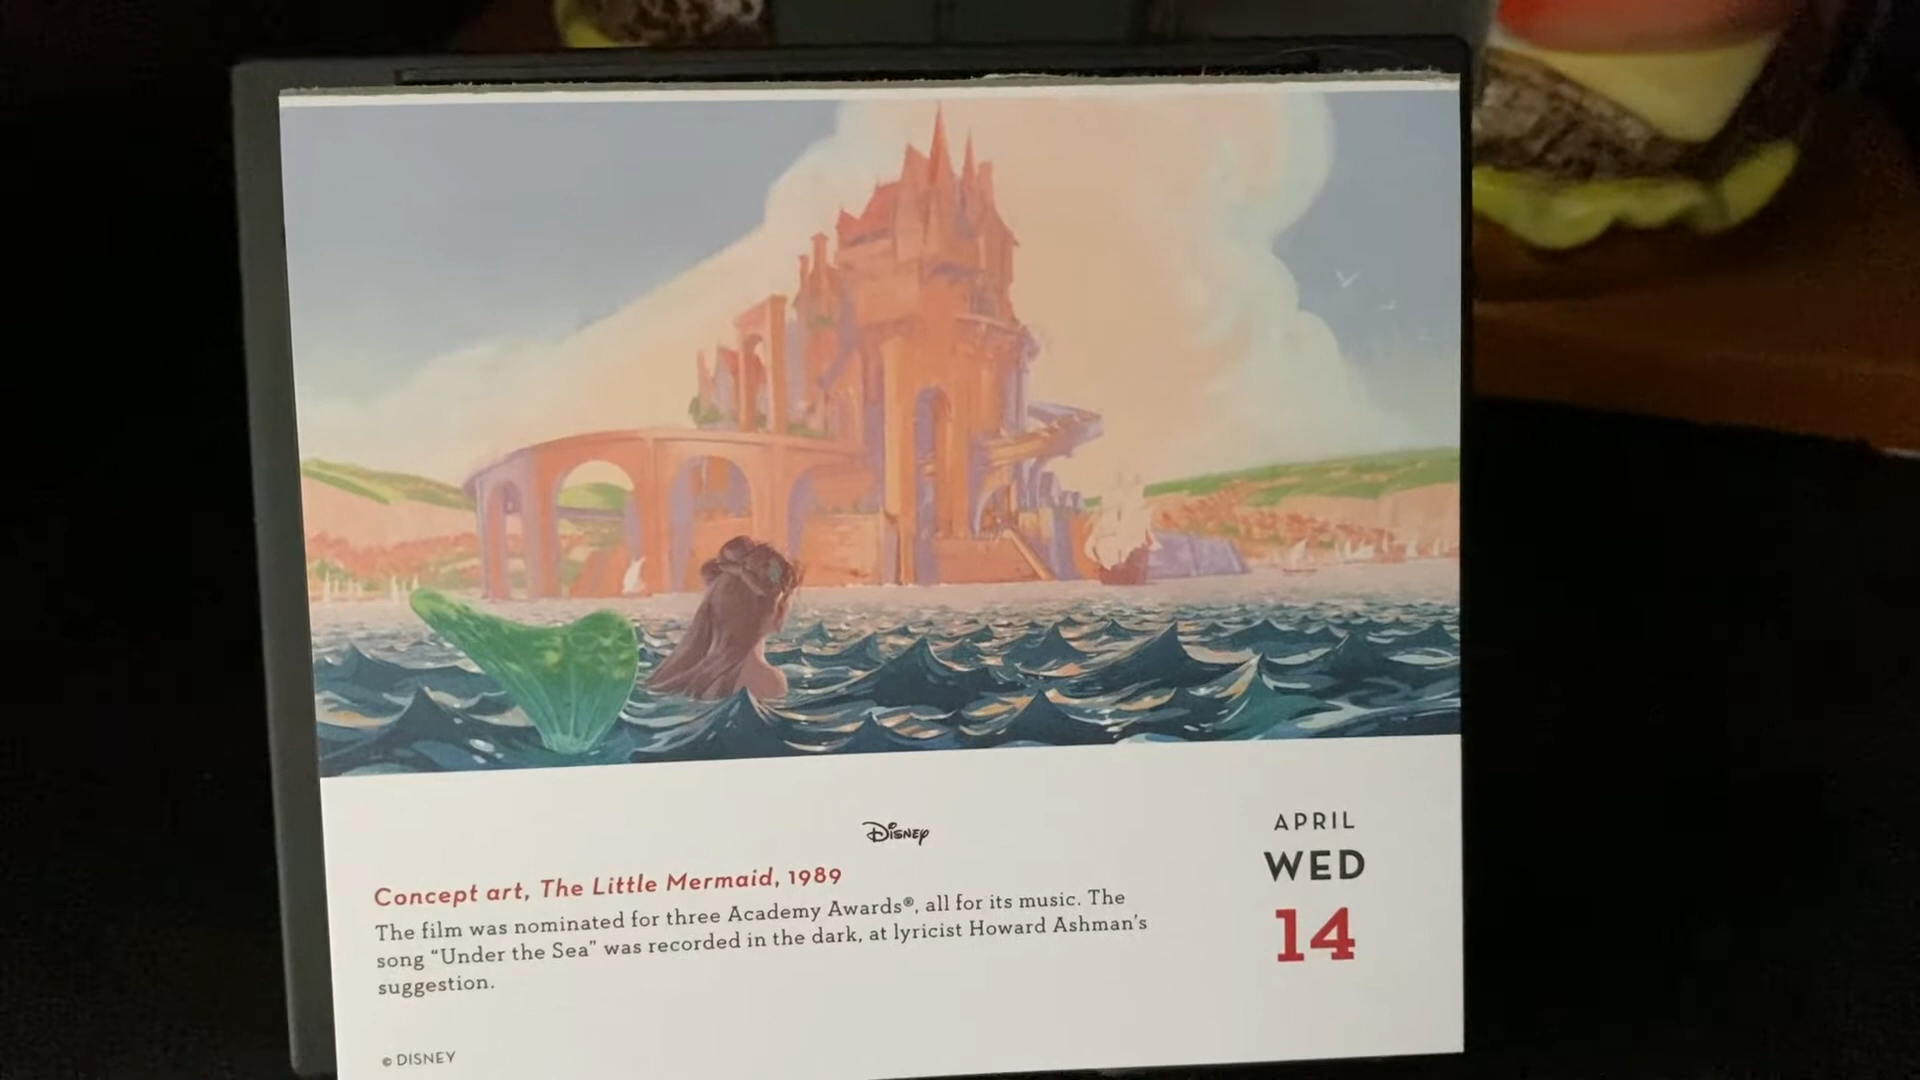 Disney
Concept art, The Little Mermaid, 1989
The film was nominated for three Academy Awards®, all for its music. The
song “Under the Sea” was recorded in the dark, at lyricist Howard Ashman’s
suggestion.
© DISNEY
APRIL
WED
14